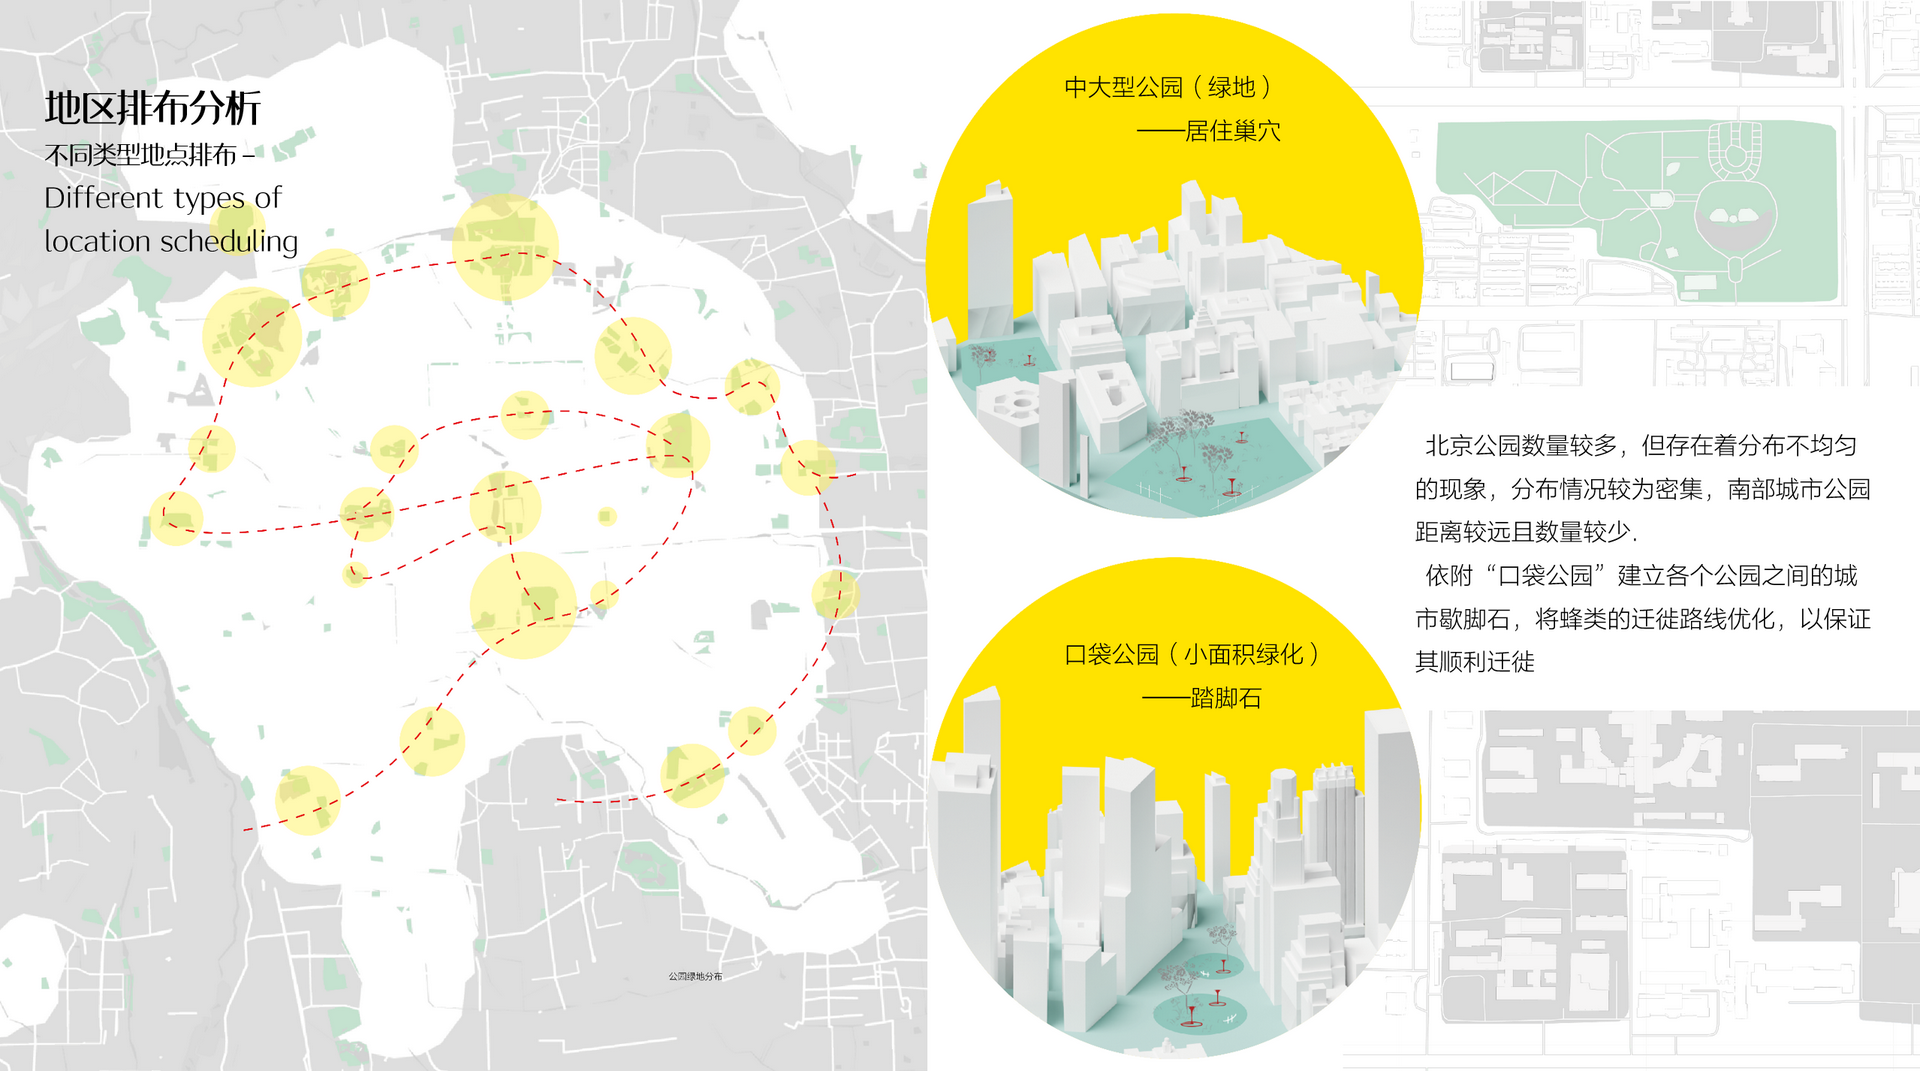 地区排布分析
不同类型地点排布 –
Different types of
location scheduling
公园绿地分布
中大型公园（绿地）
——居住巢穴
口袋公园（小面积绿化）
——踏脚石
北京公园数量较多，但存在着分布不均匀
的现象，分布情况较为密集，南部城市公园
距离较远且数量较少.
依附“口袋公园”建立各个公园之间的城
市歇脚石，将蜂类的迁徙路线优化，以保证
其顺利迁徙